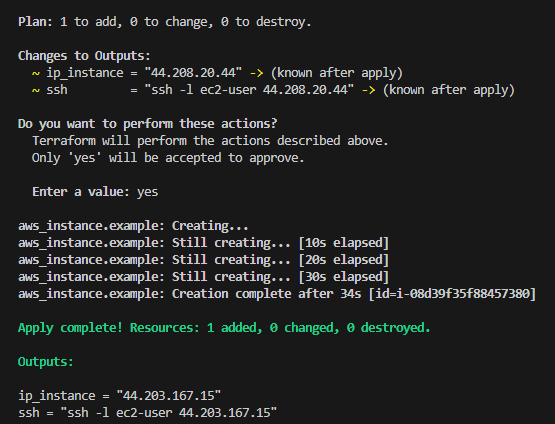 Plan: 1 to add, 0 to change, 0 to destroy.
Changes to Outputs:
~ ip_instance = "44.208.20.44" -> (known after apply)
~ ssh         = "ssh -l ec2-user 44.208.20.44" -> (known after apply)
Do you want to perform these actions?
Terraform will perform the actions described above.
Only 'yes' will be accepted to approve.
Enter a value: yes
aws_instance.example: Creating...
aws_instance.example: Still creating... [10s elapsed]
aws_instance.example: Still creating... [20s elapsed]
aws_instance.example: Still creating... [30s elapsed]
aws_instance.example: Creation complete after 34s [id=i-08d39f35f88457380]
Apply complete! Resources: 1 added, 0 changed, 0 destroyed.
Outputs:
ip_instance = "44.203.167.15"
ssh = "ssh -l ec2-user 44.203.167.15"